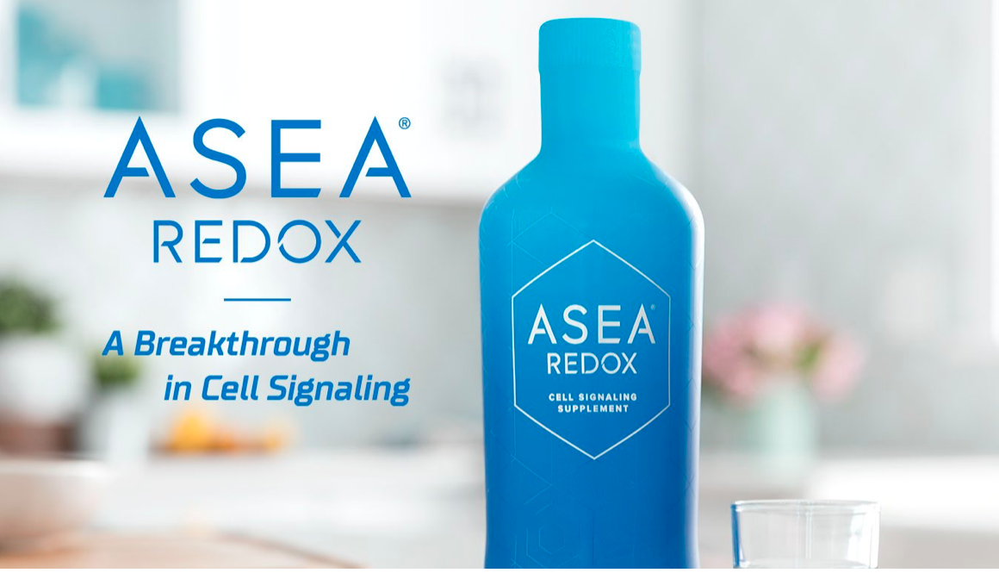 ASEA®
REDOX
A Breakthrough
in Cell Signaling
ASEA®
REDOX
CELL SIGNALING
SUPPLEMENT